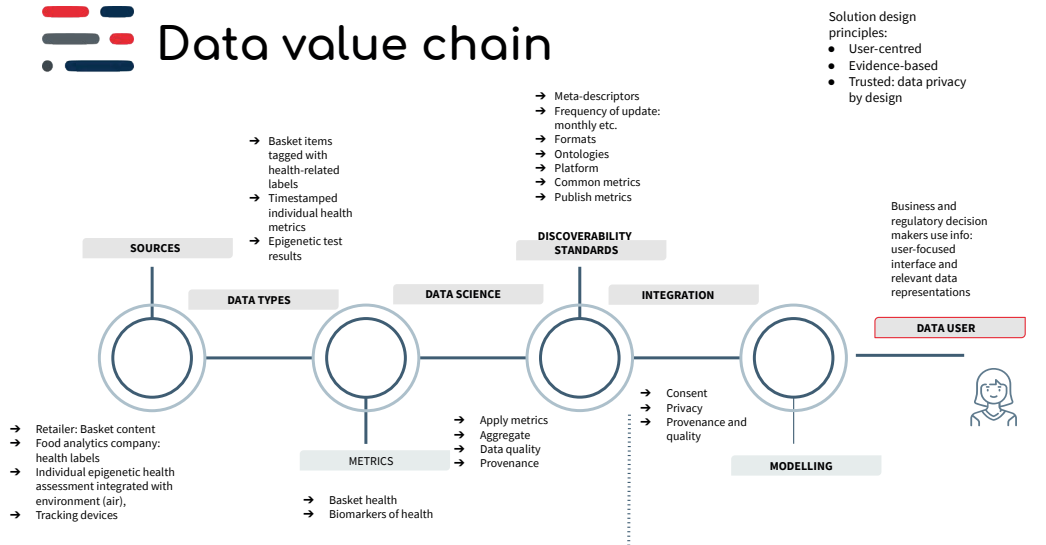 Data value chain
Solution design
principles:
● User-centred
● Evidence-based
● Trusted: data privacy
by design
➔ Meta-descriptors
➔ Frequency of update:
monthly etc.
➔ Formats
➔ Ontologies
➔ Platform
➔ Common metrics
➔ Publish metrics
➔ Basket items
tagged with
health-related
labels
➔ Timestamped
individual health
metrics
➔ Epigenetic test
results
Business and
regulatory decision
makers use info:
user-focused
interface and
relevant data
representations
SOURCES
DISCOVERABILITY
STANDARDS
DATA TYPES
DATA SCIENCE
INTEGRATION
DATA USER
➔ Retailer: Basket content
➔ Food analytics company:
health labels
➔ Individual epigenetic health
assessment integrated with
environment (air),
➔ Tracking devices
METRICS
➔ Basket health
➔ Biomarkers of health
➔ Apply metrics
➔ Aggregate
➔ Data quality
➔ Provenance
➔ Consent
➔ Privacy
➔ Provenance and
quality
MODELLING